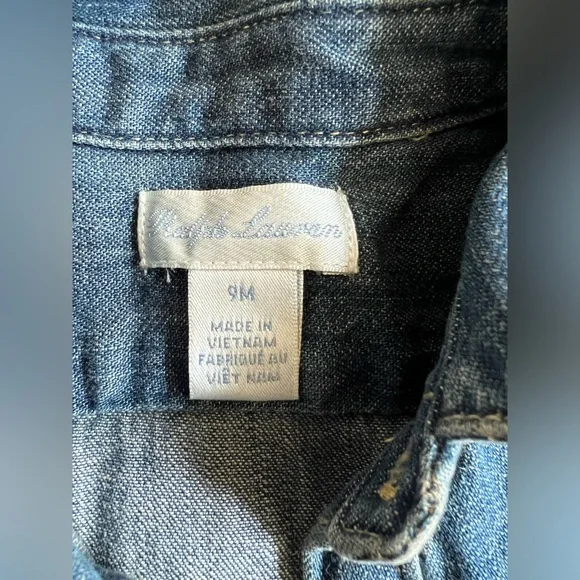 Ralph Lauren
9M
MADE IN
VIETNAM
FABRIQUÉ AU
VIÊT NAM